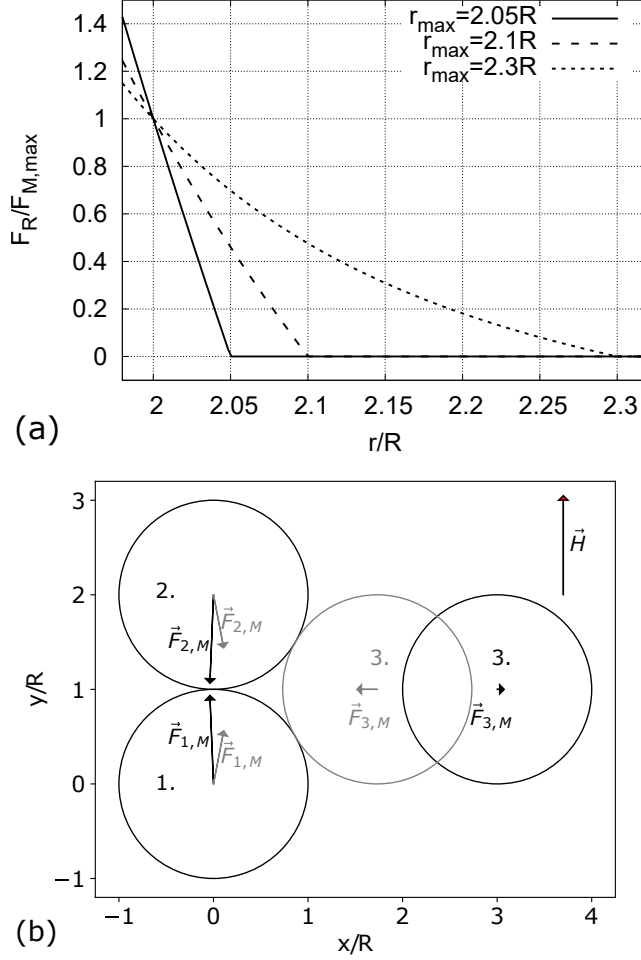 r_max=2.05R
r_max=2.1R
r_max=2.3R
1.4
1.2
1
0.8
0.6
0.4
0.2
0
F_R/F_M,max
2
2.05
2.1
2.15
2.2
2.25
2.3
r/R
(a)
3
2
1
0
−1
y/R
H⃗
2.
F⃗_2,M
F⃗_2,M
3.
3.
F⃗_3,M
F⃗_3,M
F⃗_1,M
F⃗_1,M
1.
−1
0
1
2
3
4
x/R
(b)